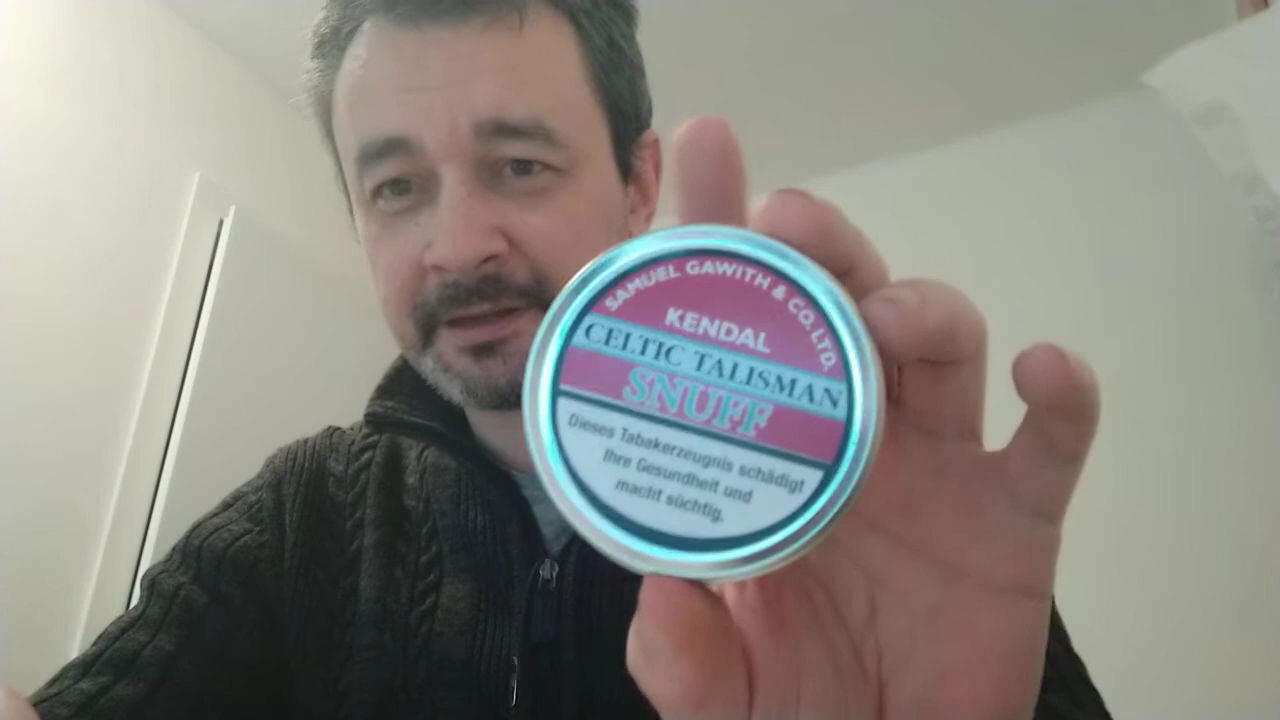 SAMUEL GAWITH & CO.LTD.
KENDAL
CELTIC TALISMAN
SNUFF
Dieses Tabakerzeugnis schädigt
Ihre Gesundheit und
macht süchtig.